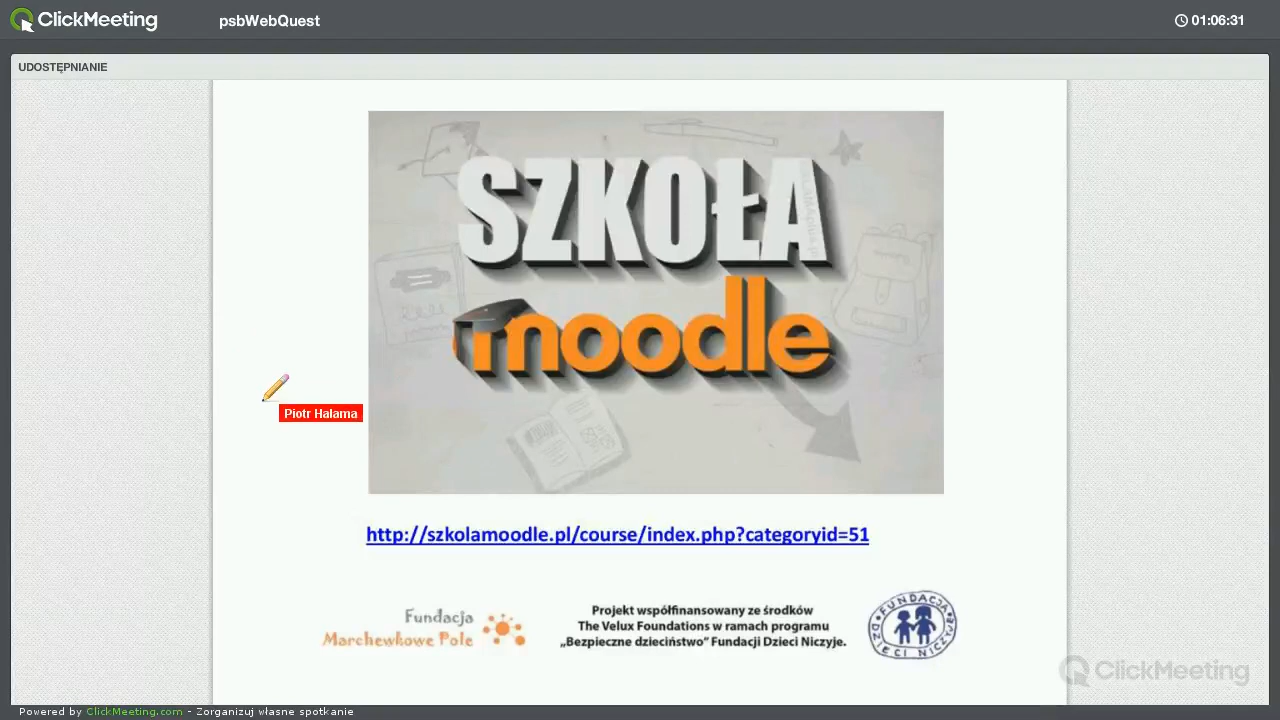 ClickMeeting
psbWebQuest
01:06:31
UDOSTĘPNIANIE
SZKOŁA
moodle
Piotr Halama
http://szkolamoodle.pl/course/index.php?categoryid=51
Fundacja
Marchewkowe Pole
Projekt współfinansowany ze środków
The Velux Foundations w ramach programu
„Bezpieczne dzieciństwo” Fundacji Dzieci Niczyje.
FUNDACJA
DZIECI NICZYJE
ClickMeeting
Powered by ClickMeeting.com - Zorganizuj własne spotkanie